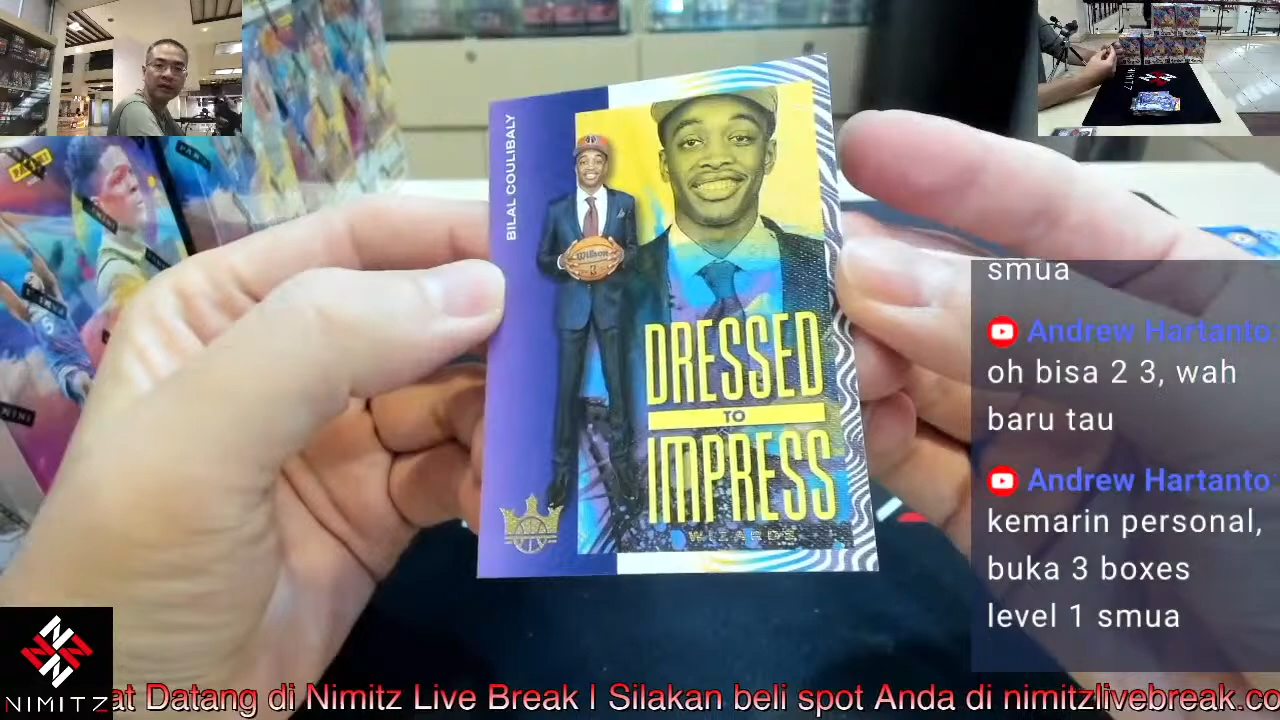 BILAL COULIBALY
Wilson
DRESSED
TO
IMPRESS
WIZARDS
PANINI
smua
Andrew Hartanto:
oh bisa 2 3, wah
baru tau
Andrew Hartanto
kemarin personal,
buka 3 boxes
level 1 smua
NIMITZ
at Datang di Nimitz Live Break | Silakan beli spot Anda di nimitzlivebreak.co